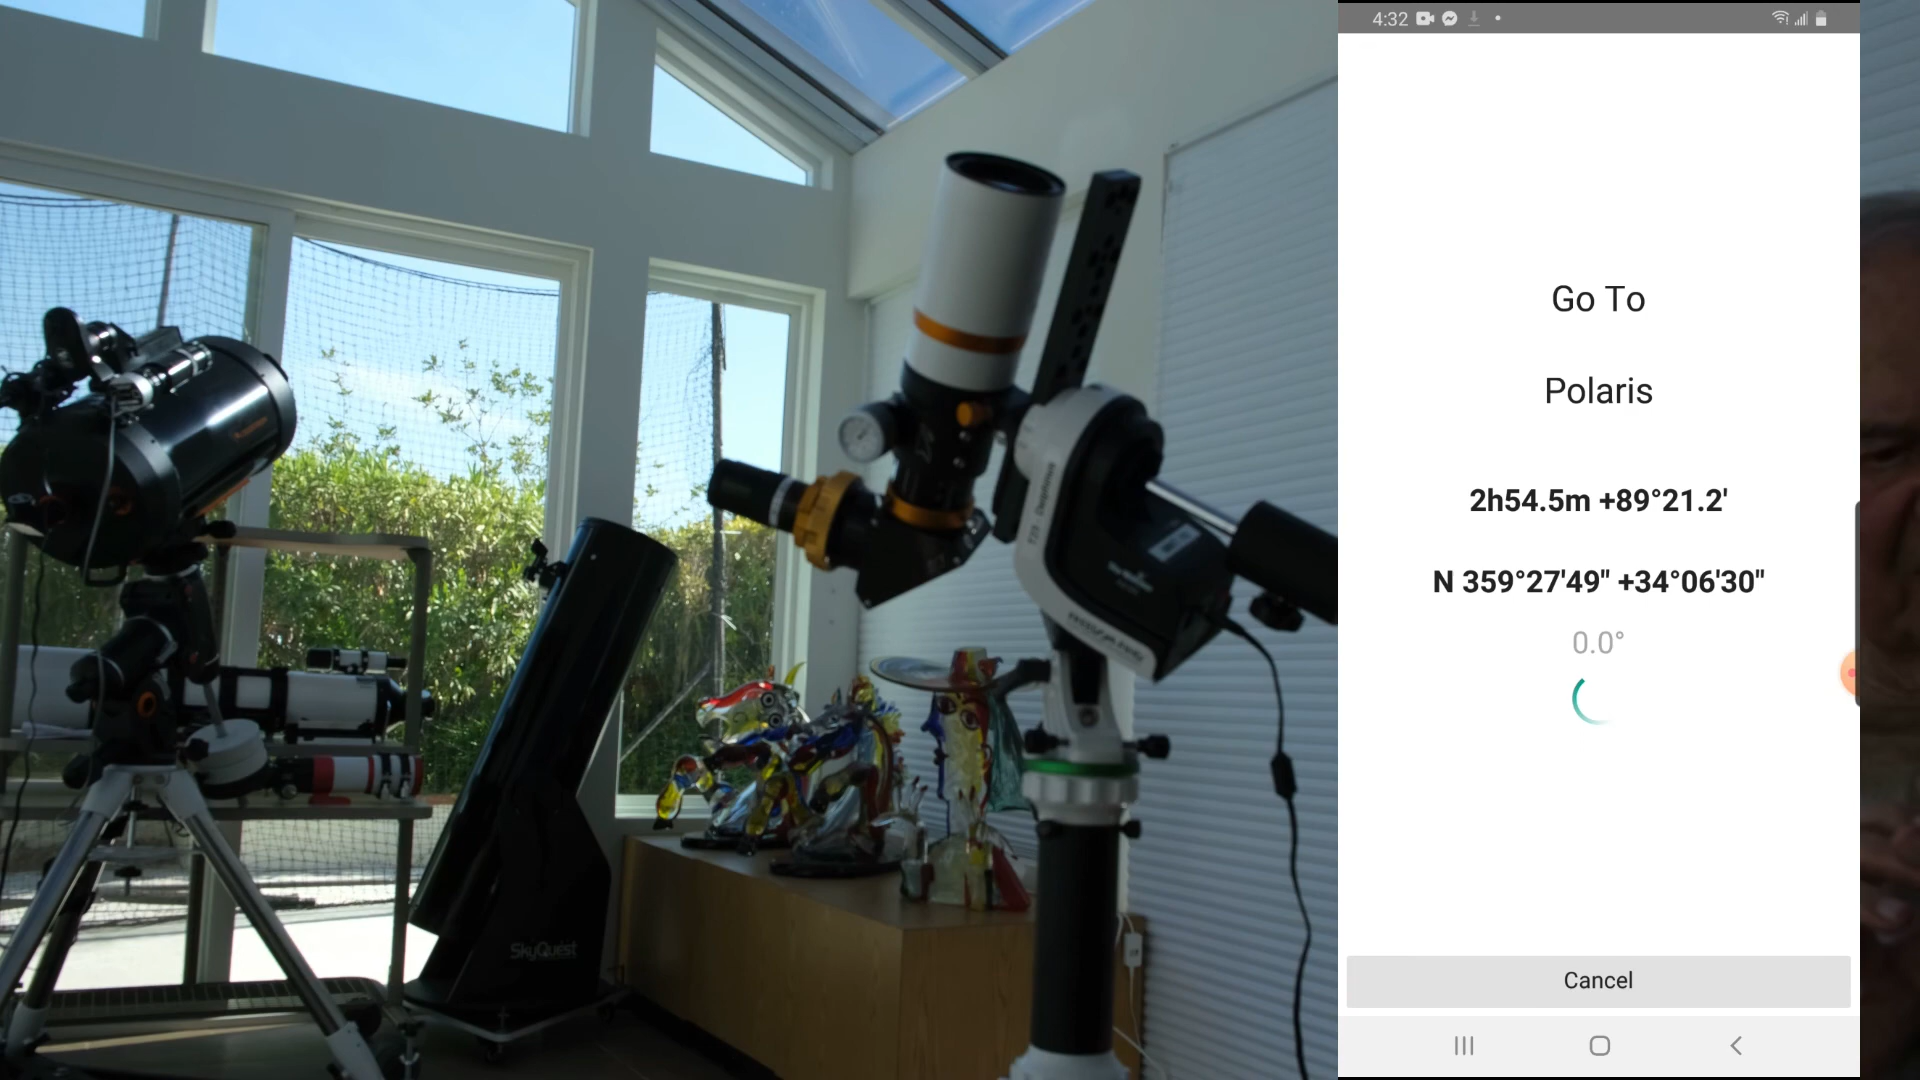 SkyQuest
4:32
Go To
Polaris
2h54.5m +89°21.2'
N 359°27'49" +34°06'30"
0.0°
Cancel